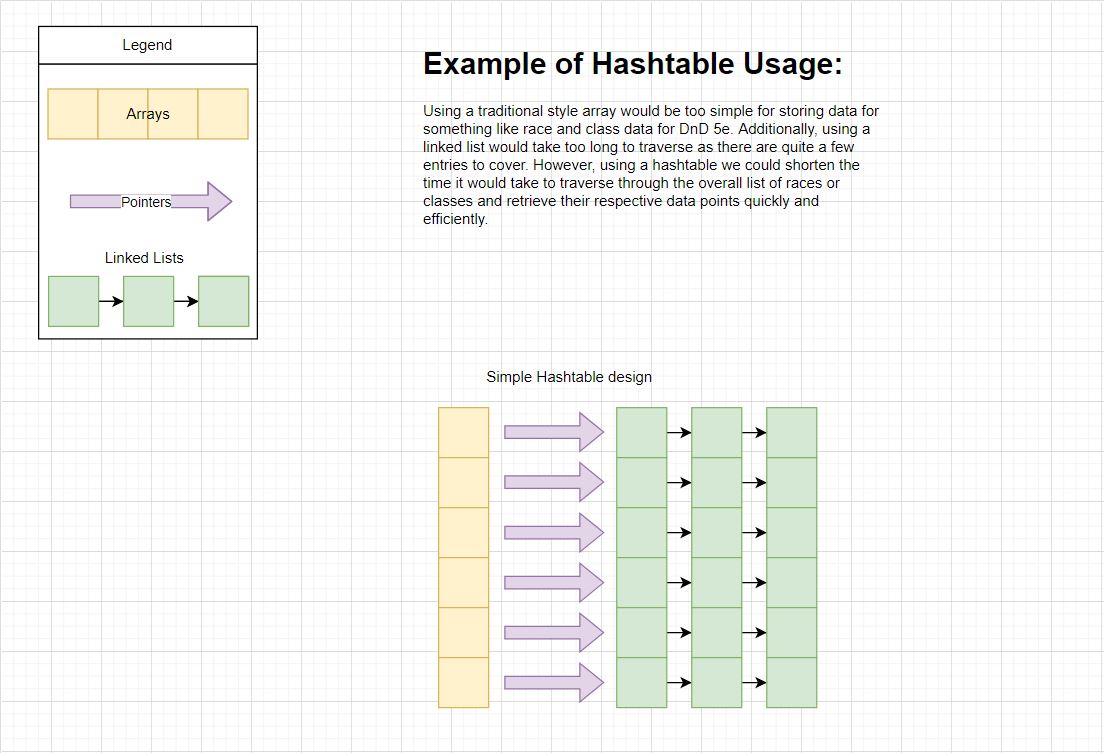 Legend
Arrays
Pointers
Linked Lists
Example of Hashtable Usage:
Using a traditional style array would be too simple for storing data for
something like race and class data for DnD 5e. Additionally, using a
linked list would take too long to traverse as there are quite a few
entries to cover. However, using a hashtable we could shorten the
time it would take to traverse through the overall list of races or
classes and retrieve their respective data points quickly and
efficiently.
Simple Hashtable design